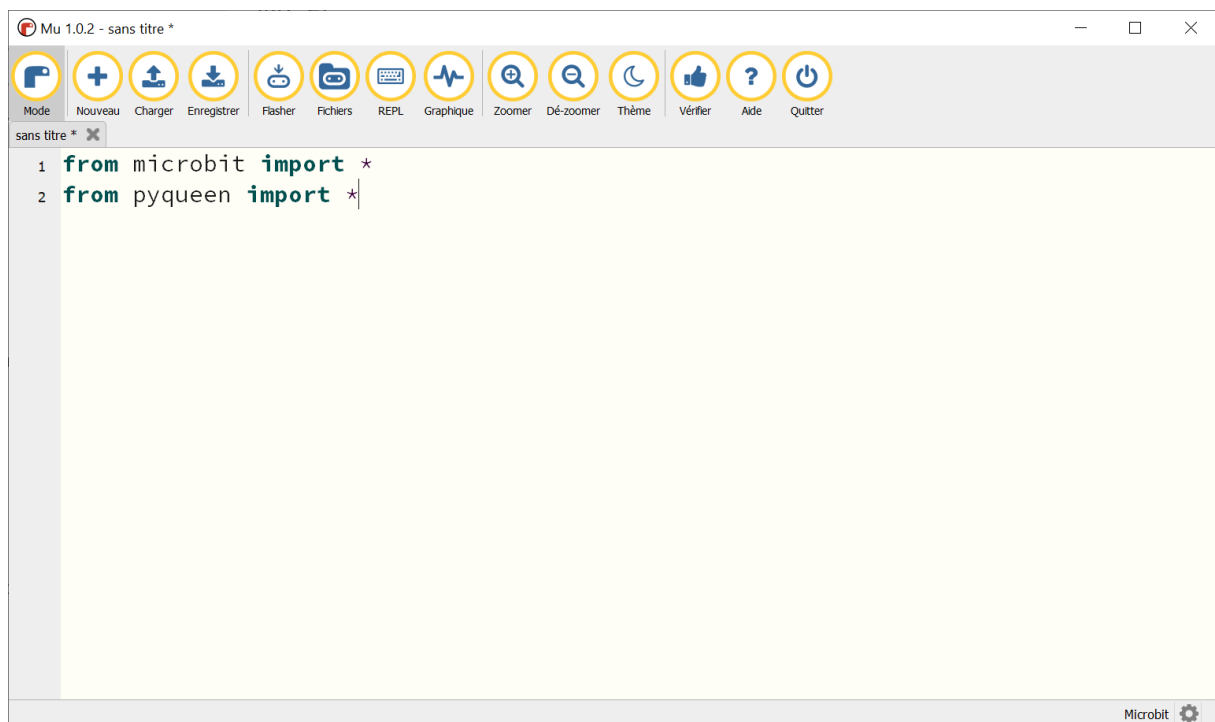 Mu 1.0.2 - sans titre *
Mode Nouveau Charger Enregistrer Flasher Fichiers REPL Graphique Zoomer Dé-zoomer Thème Vérifier Aide Quitter
sans titre *
1 from microbit import *
2 from pyqueen import *
Microbit